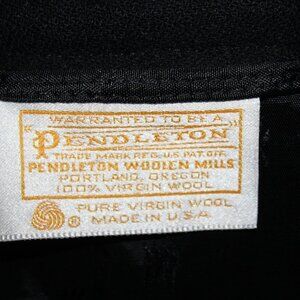 WARRANTED TO BE A
"PENDLETON"
TRADE MARK REG. U.S. PAT. OFF.
PENDLETON WOOLEN MILLS
PORTLAND, OREGON
100% VIRGIN WOOL
PURE VIRGIN WOOL
® MADE IN U.S.A.